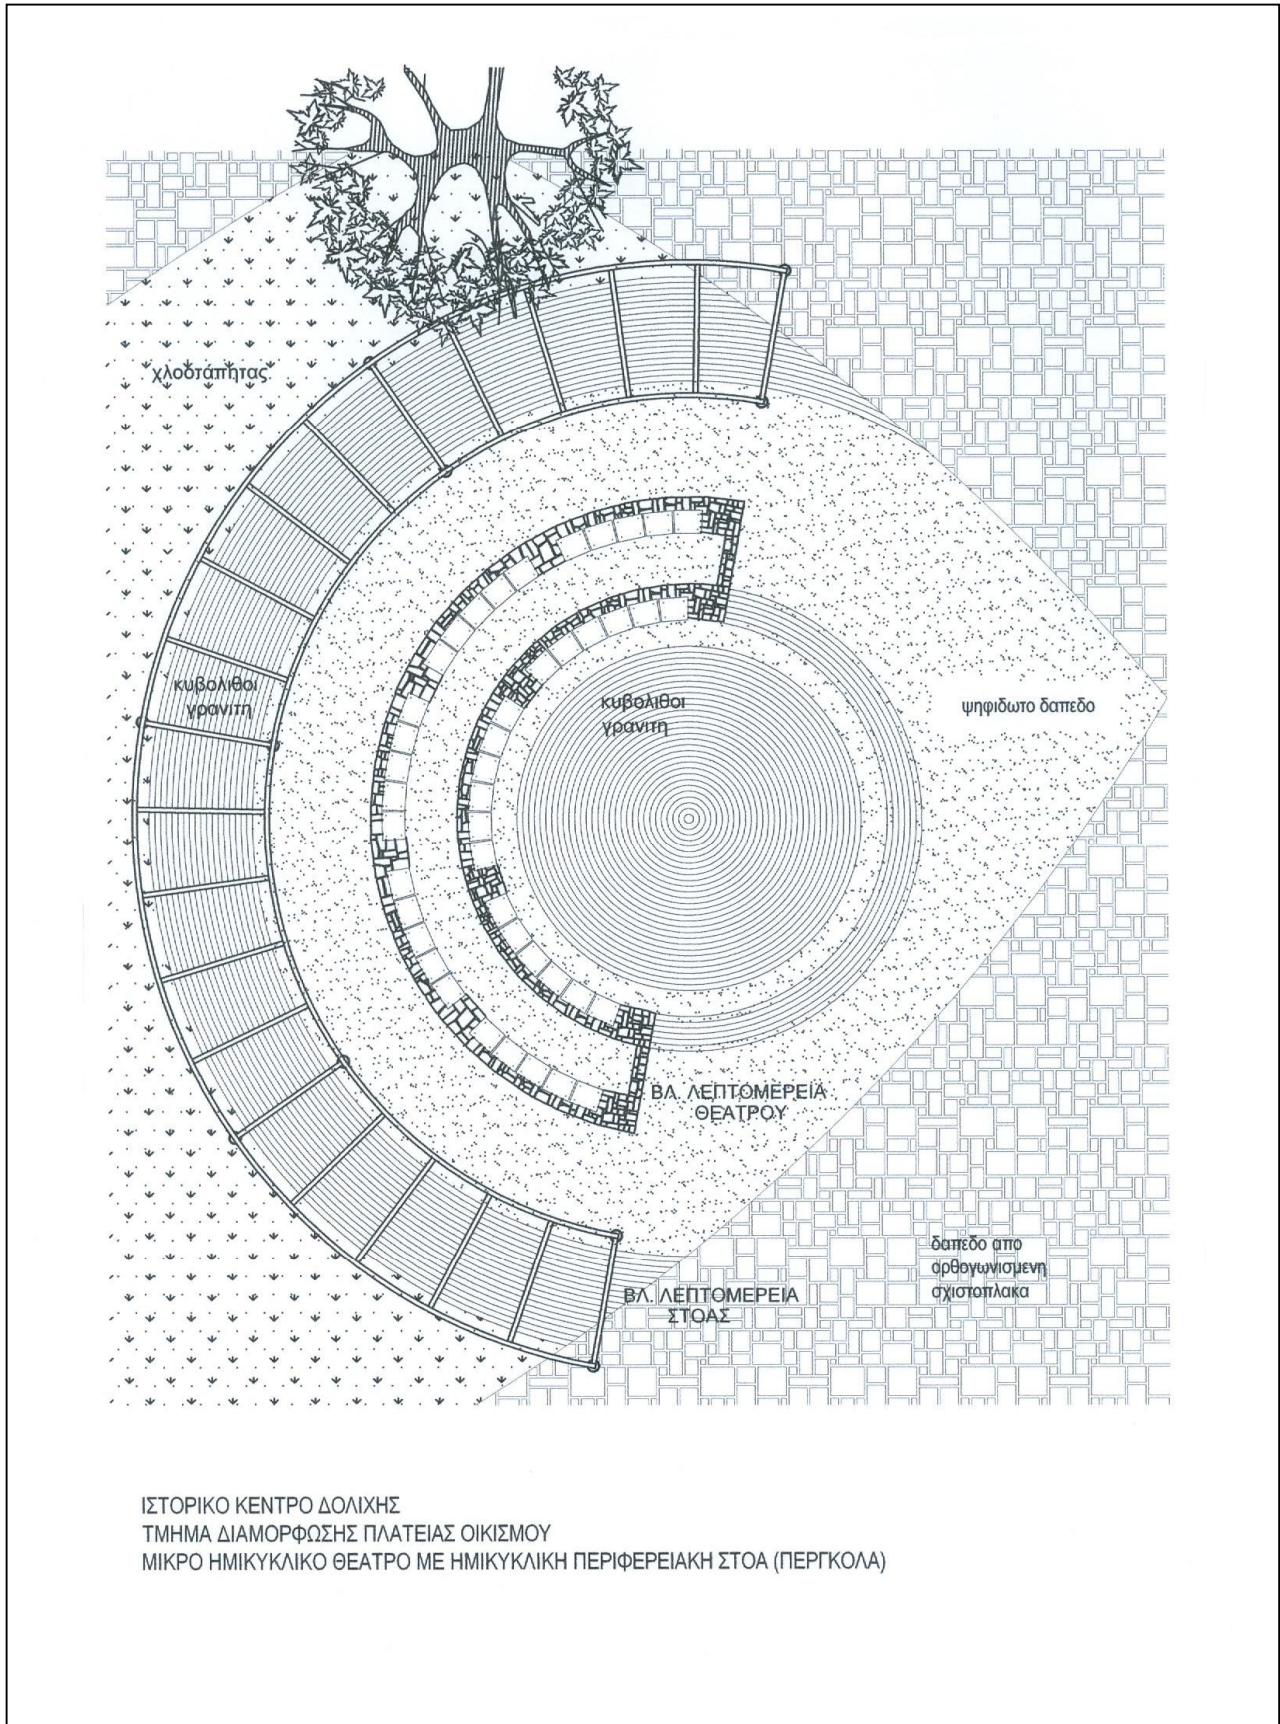 χλοοτάπητας
κυβολιθοι
γρανιτη
κυβολιθοι
γρανιτη
ψηφιδωτο δαπεδο
ΒΛ. ΛΕΠΤΟΜΕΡΕΙΑ
ΘΕΑΤΡΟΥ
δαπεδο απο
ορθογωνισμενη
σχιστοπλακα
ΒΛ. ΛΕΠΤΟΜΕΡΕΙΑ
ΣΤΟΑΣ
ΙΣΤΟΡΙΚΟ ΚΕΝΤΡΟ ΔΟΛΙΧΗΣ
ΤΜΗΜΑ ΔΙΑΜΟΡΦΩΣΗΣ ΠΛΑΤΕΙΑΣ ΟΙΚΙΣΜΟΥ
ΜΙΚΡΟ ΗΜΙΚΥΚΛΙΚΟ ΘΕΑΤΡΟ ΜΕ ΗΜΙΚΥΚΛΙΚΗ ΠΕΡΙΦΕΡΕΙΑΚΗ ΣΤΟΑ (ΠΕΡΓΚΟΛΑ)